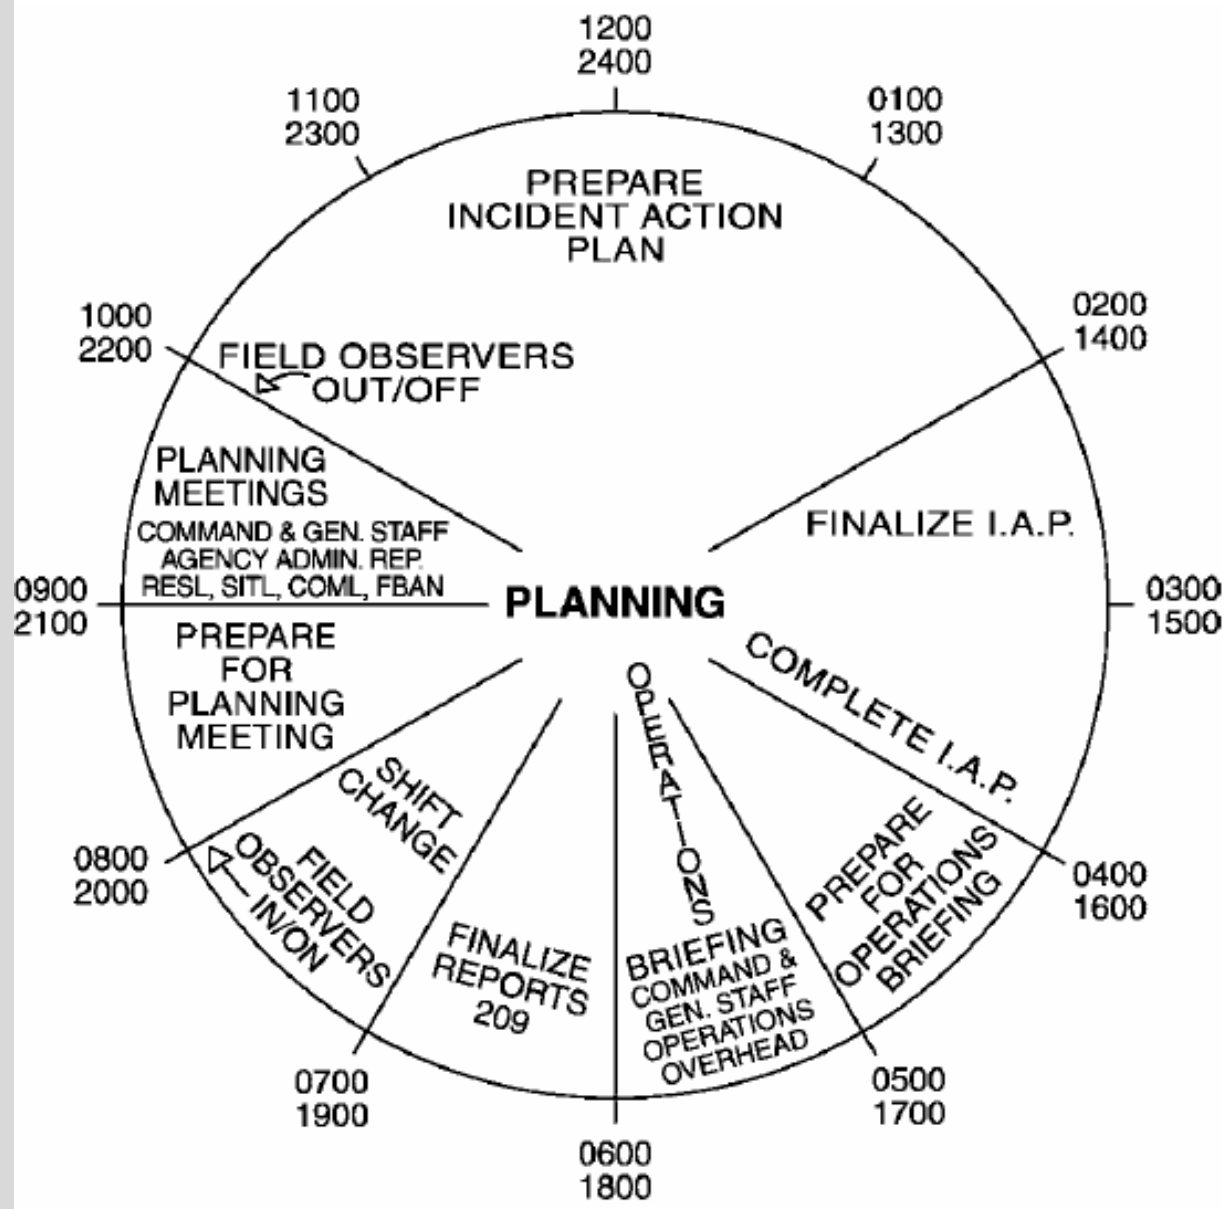 1200
2400
0100
1300
0200
1400
0300
1500
0400
1600
0500
1700
0600
1800
0700
1900
0800
2000
0900
2100
1000
2200
1100
2300
PREPARE
INCIDENT ACTION
PLAN
FINALIZE I.A.P.
COMPLETE I.A.P.
PREPARE
FOR
OPERATIONS
BRIEFING
OPERATIONS
BRIEFING
COMMAND &
GEN. STAFF
OPERATIONS
OVERHEAD
FINALIZE
REPORTS
209
SHIFT
CHANGE
FIELD
OBSERVERS
IN/ON
PREPARE
FOR
PLANNING
MEETING
PLANNING
MEETINGS
COMMAND & GEN. STAFF
AGENCY ADMIN. REP.
RESL, SITL, COML, FBAN
FIELD OBSERVERS
OUT/OFF
PLANNING